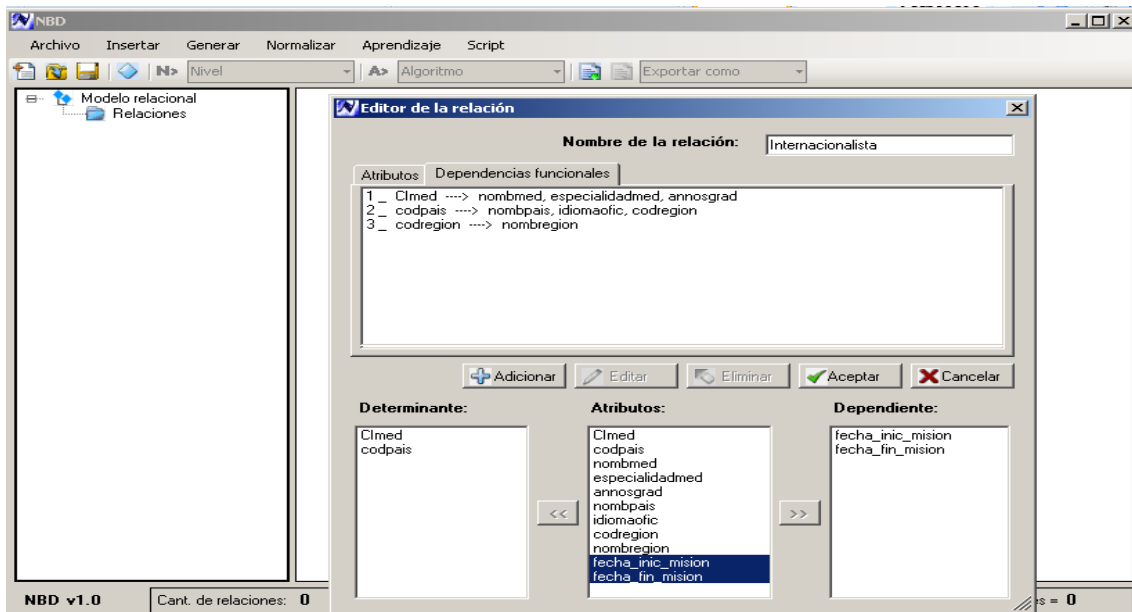 NBD
Archivo Insertar Generar Normalizar Aprendizaje Script
N> Nivel A> Algoritmo Exportar como
Modelo relacional
Relaciones
Editor de la relación
Nombre de la relación: Internacionalista
Atributos Dependencias funcionales
1 _ CImed ----> nombmed, especialidadmed, annosgrad
2 _ codpais ----> nombpais, idiomaofic, codregion
3 _ codregion ----> nombregion
Adicionar Editar Eliminar Aceptar Cancelar
Determinante: Atributos: Dependiente:
CImed CImed fecha_inic_mision
codpais codpais fecha_fin_mision
nombmed
especialidadmed
annosgrad
<< nombpais >>
idiomaofic
codregion
nombregion
fecha_inic_mision
fecha_fin_mision
NBD v1.0 Cant. de relaciones: 0 s = 0